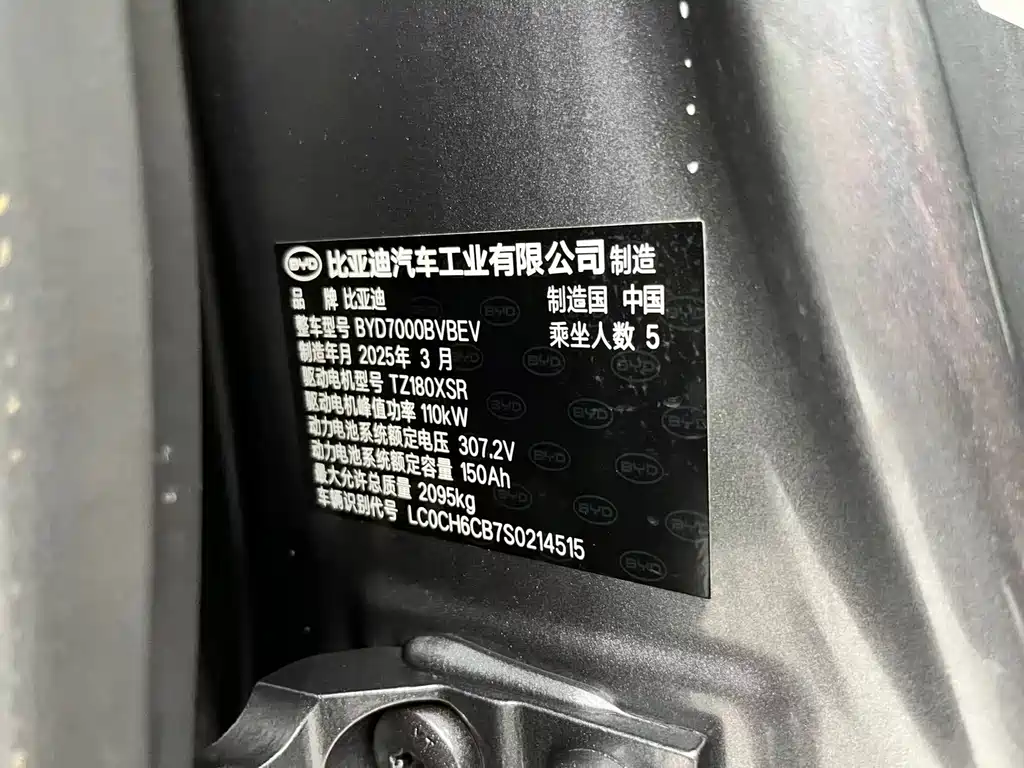 BYD 比亚迪汽车工业有限公司 制造
品 牌 比亚迪 制造国 中国
整车型号 BYD7000BVBEV 乘坐人数 5
制造年月 2025年 3 月
驱动电机型号 TZ180XSR
驱动电机峰值功率 110kW
动力电池系统额定电压 307.2V
动力电池系统额定容量 150Ah
最大允许总质量 2095kg
车辆识别代号 LC0CH6CB7S0214515